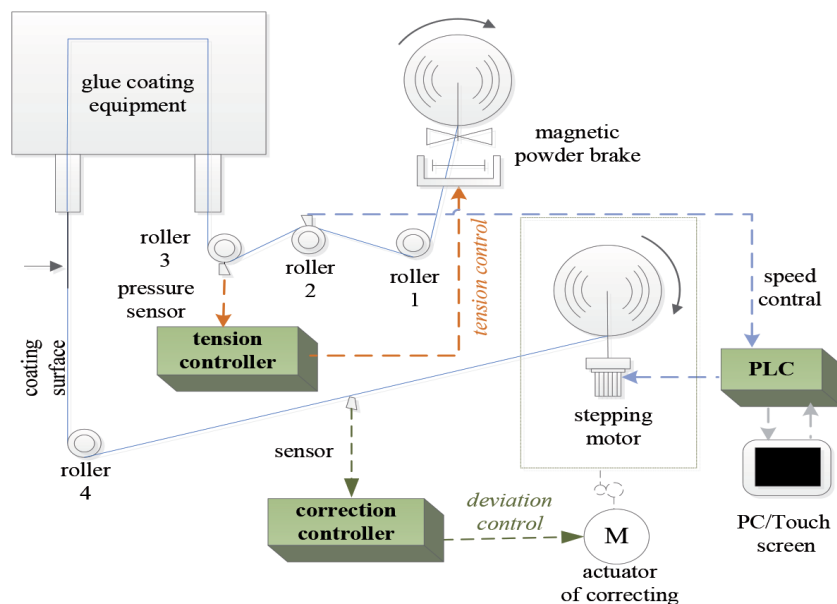 glue coating
equipment
magnetic
powder brake
roller
3
pressure
sensor
roller
2
roller
1
tension control
speed
contral
tension
controller
coating
surface
PLC
stepping
motor
roller
4
sensor
correction
controller
deviation
control
M
actuator
of correcting
PC/Touch
screen